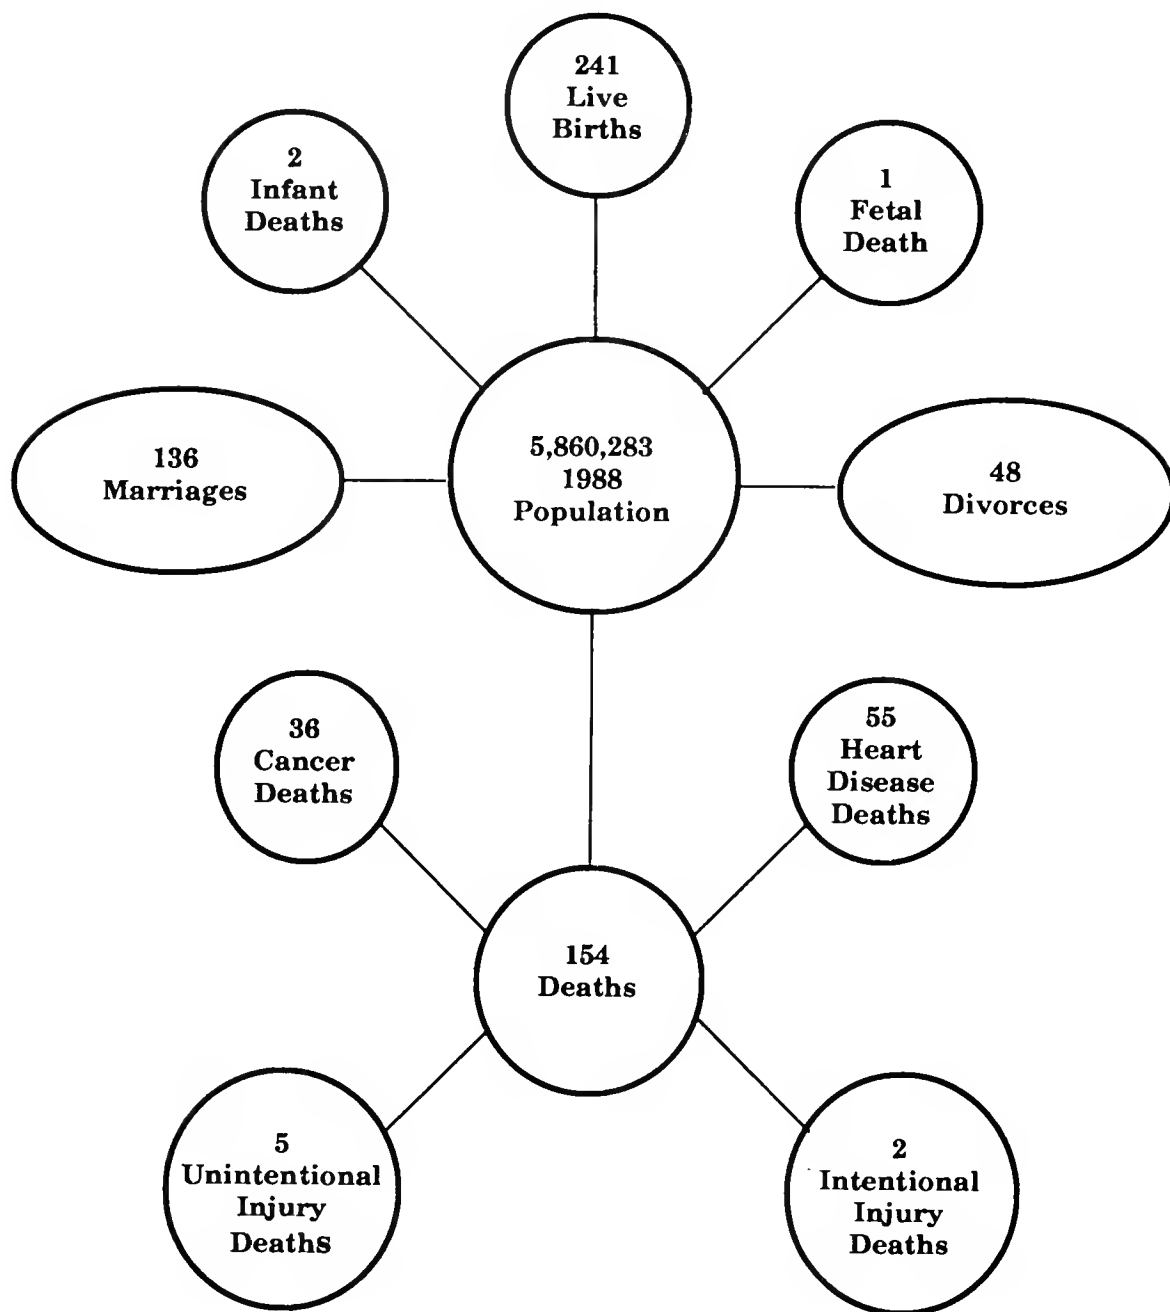 241
Live
Births
2
Infant
Deaths
1
Fetal
Death
136
Marriages
5,860,283
1988
Population
48
Divorces
36
Cancer
Deaths
55
Heart
Disease
Deaths
154
Deaths
5
Unintentional
Injury
Deaths
2
Intentional
Injury
Deaths